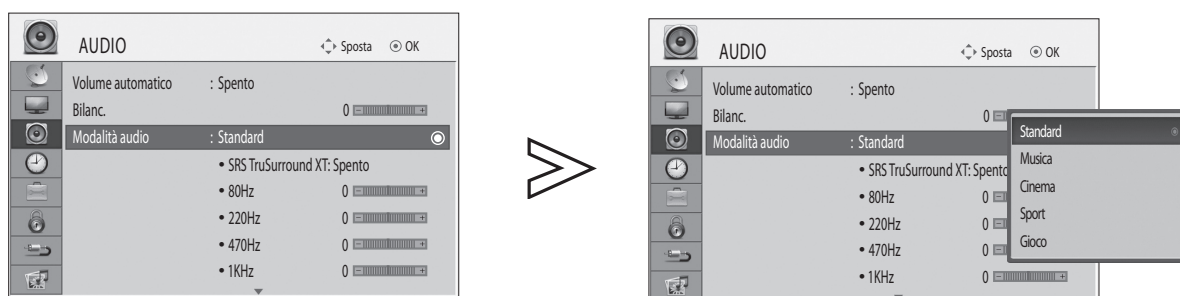 AUDIO Sposta OK
Volume automatico : Spento
Bilanc. 0
Modalità audio : Standard
• SRS TruSurround XT: Spento
• 80Hz 0
• 220Hz 0
• 470Hz 0
• 1KHz 0
AUDIO Sposta OK
Volume automatico : Spento
Bilanc. 0
Modalità audio : Standard
• SRS TruSurround XT: Spento
• 80Hz 0
• 220Hz 0
• 470Hz 0
• 1KHz 0
Standard
Musica
Cinema
Sport
Gioco